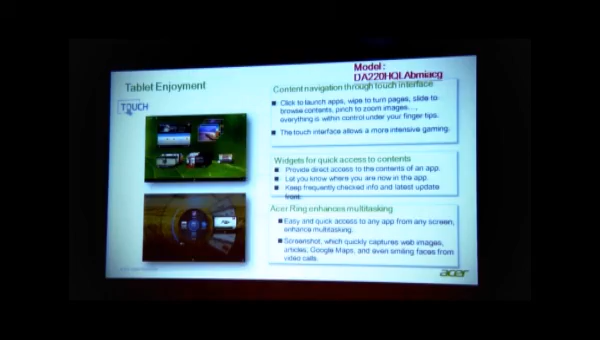 Model :
DA220HQLAbmiacg
Tablet Enjoyment
TOUCH
Content navigation through touch interface
Click to launch apps, wipe to turn pages, slide to
browse contents, pinch to zoom images…,
everything is within control under your finger tips.
The touch interface allows a more intensive gaming.
Widgets for quick access to contents
Provide direct access to the contents of an app.
Let you know where you are now in the app.
Keep frequently checked info and latest update
front.
Acer Ring enhances multitasking
Easy and quick access to any app from any screen,
enhance multitasking.
Screenshot, which quickly captures web images,
articles, Google Maps, and even smiling faces from
video calls.
acer